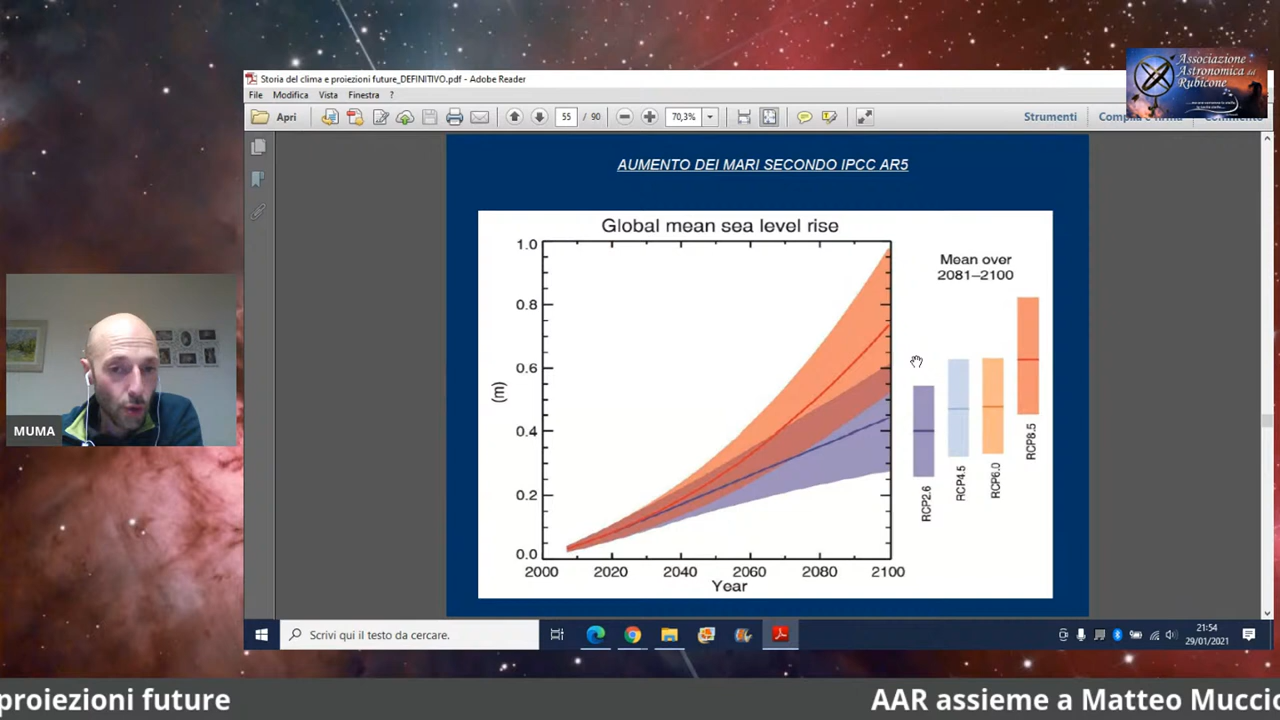 Associazione
Astronomica del
Rubicone
Storia del clima e proiezioni future_DEFINITIVO.pdf - Adobe Reader
File Modifica Vista Finestra ?
Apri 55 / 90 70,3% Strumenti
AUMENTO DEI MARI SECONDO IPCC AR5
Global mean sea level rise
1.0
0.8
0.6
0.4
0.2
0.0
(m)
2000 2020 2040 2060 2080 2100
Year
Mean over
2081–2100
RCP2.6
RCP4.5
RCP6.0
RCP8.5
MUMA
Scrivi qui il testo da cercare.
21:54
29/01/2021
proiezioni future
AAR assieme a Matteo Muccio